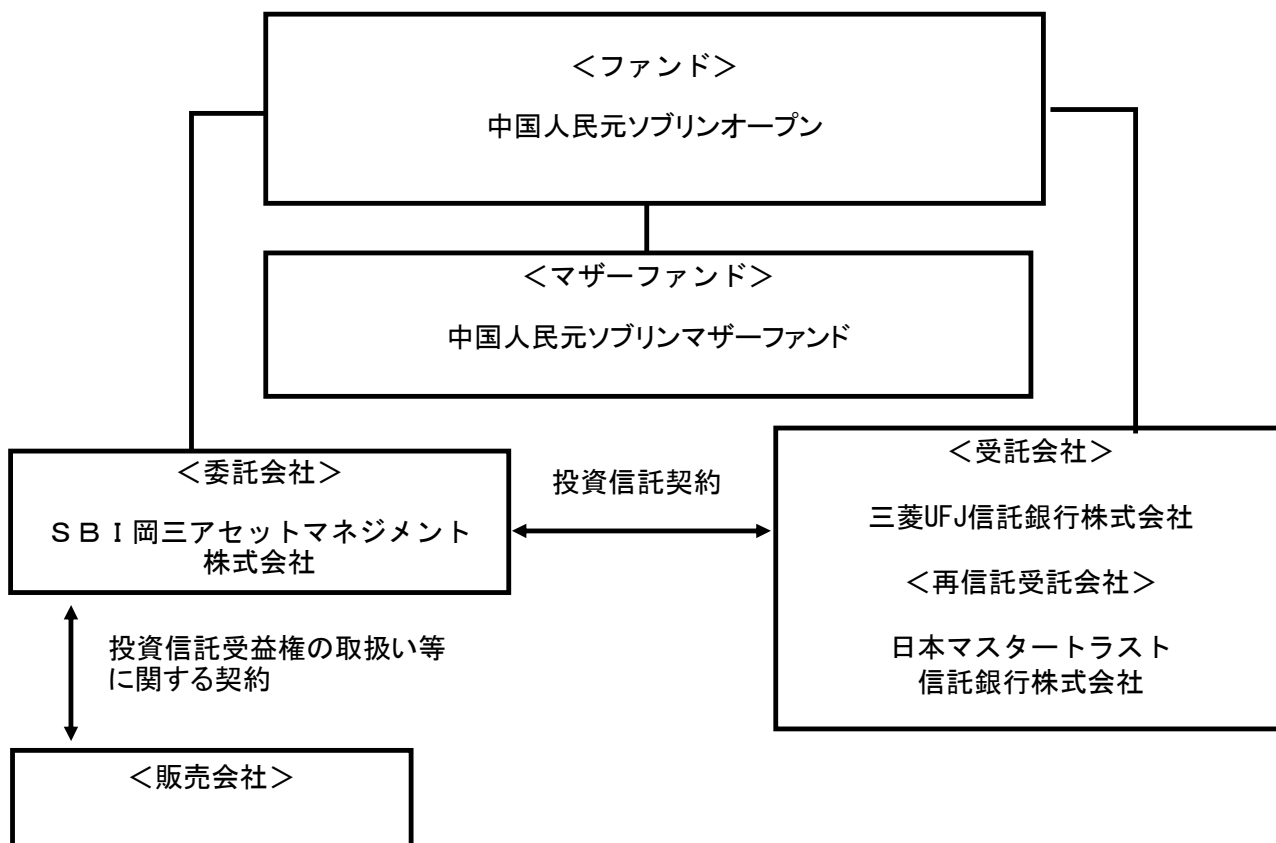 ＜ファンド＞
中国人民元ソブリンオープン
＜マザーファンド＞
中国人民元ソブリンマザーファンド
＜委託会社＞
ＳＢＩ岡三アセットマネジメント
株式会社
投資信託契約
＜受託会社＞
三菱UFJ信託銀行株式会社
＜再信託受託会社＞
日本マスタートラスト
信託銀行株式会社
投資信託受益権の取扱い等
に関する契約
＜販売会社＞